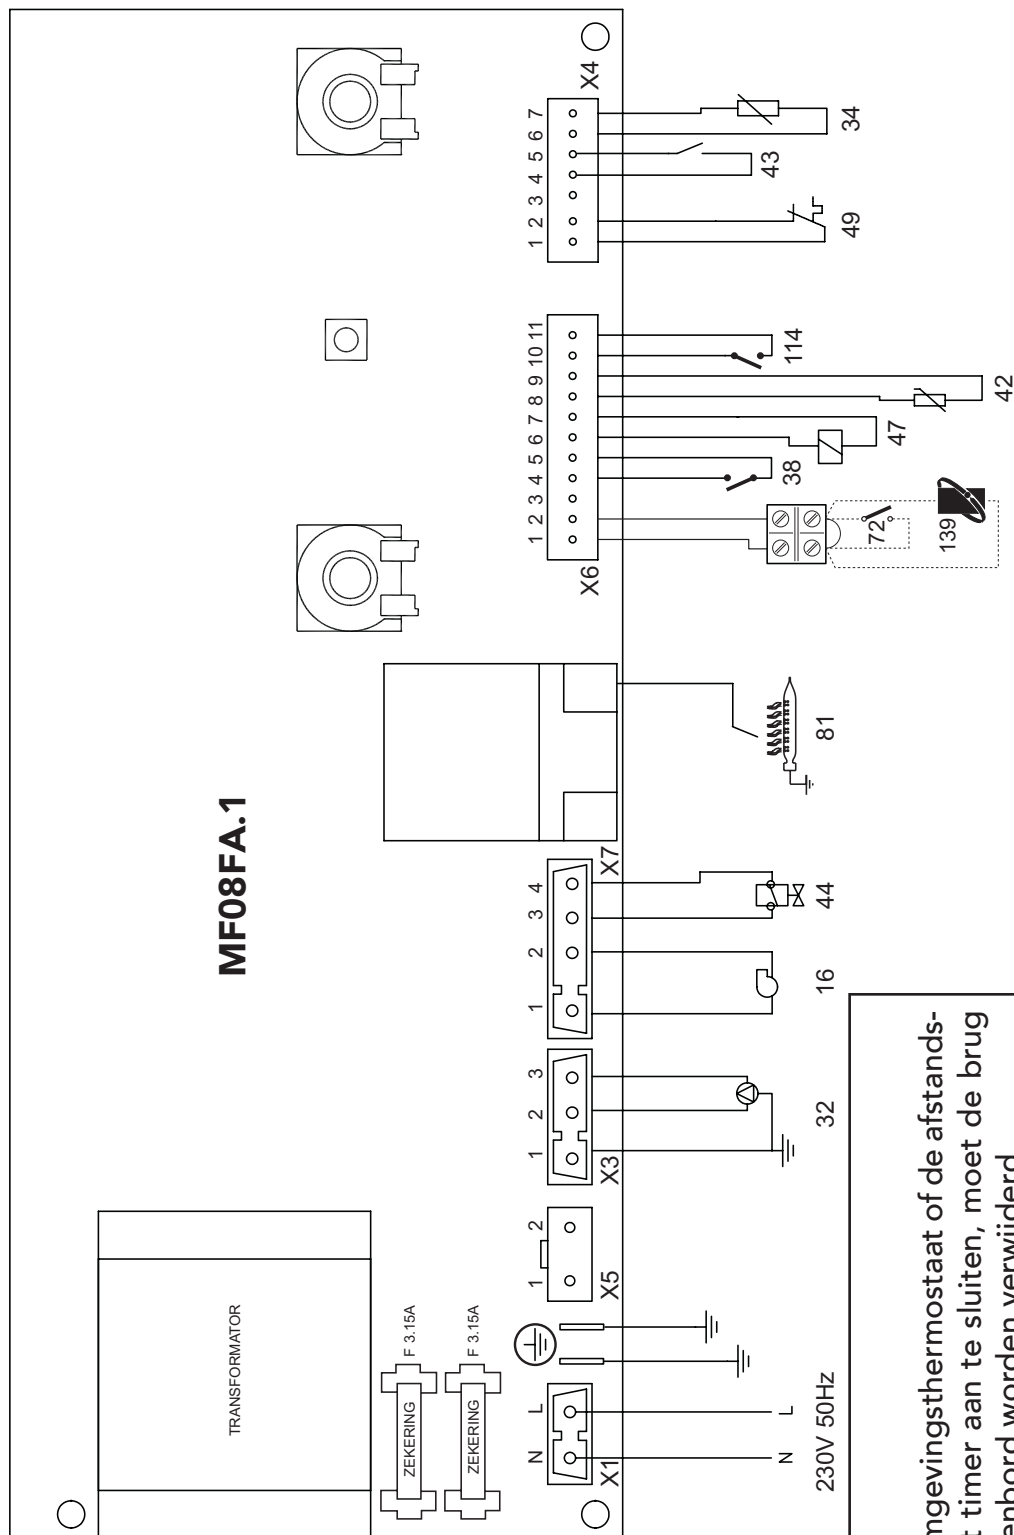 MF08FA.1
TRANSFORMATOR
ZEKERING F 3.15A
ZEKERING F 3.15A
N L
X1
1 2
X5
1 2 3
X3
1 2 3 4
X7
1 2 3 4 5 6 7 8 9 10 11
X6
1 2 3 4 5 6 7
X4
N L
230V 50Hz
32
16
44
81
72
139
38
47
42
114
49
43
34
mgevingsthermostaat of de afstands-
t timer aan te sluiten, moet de brug
enbord worden verwijderd